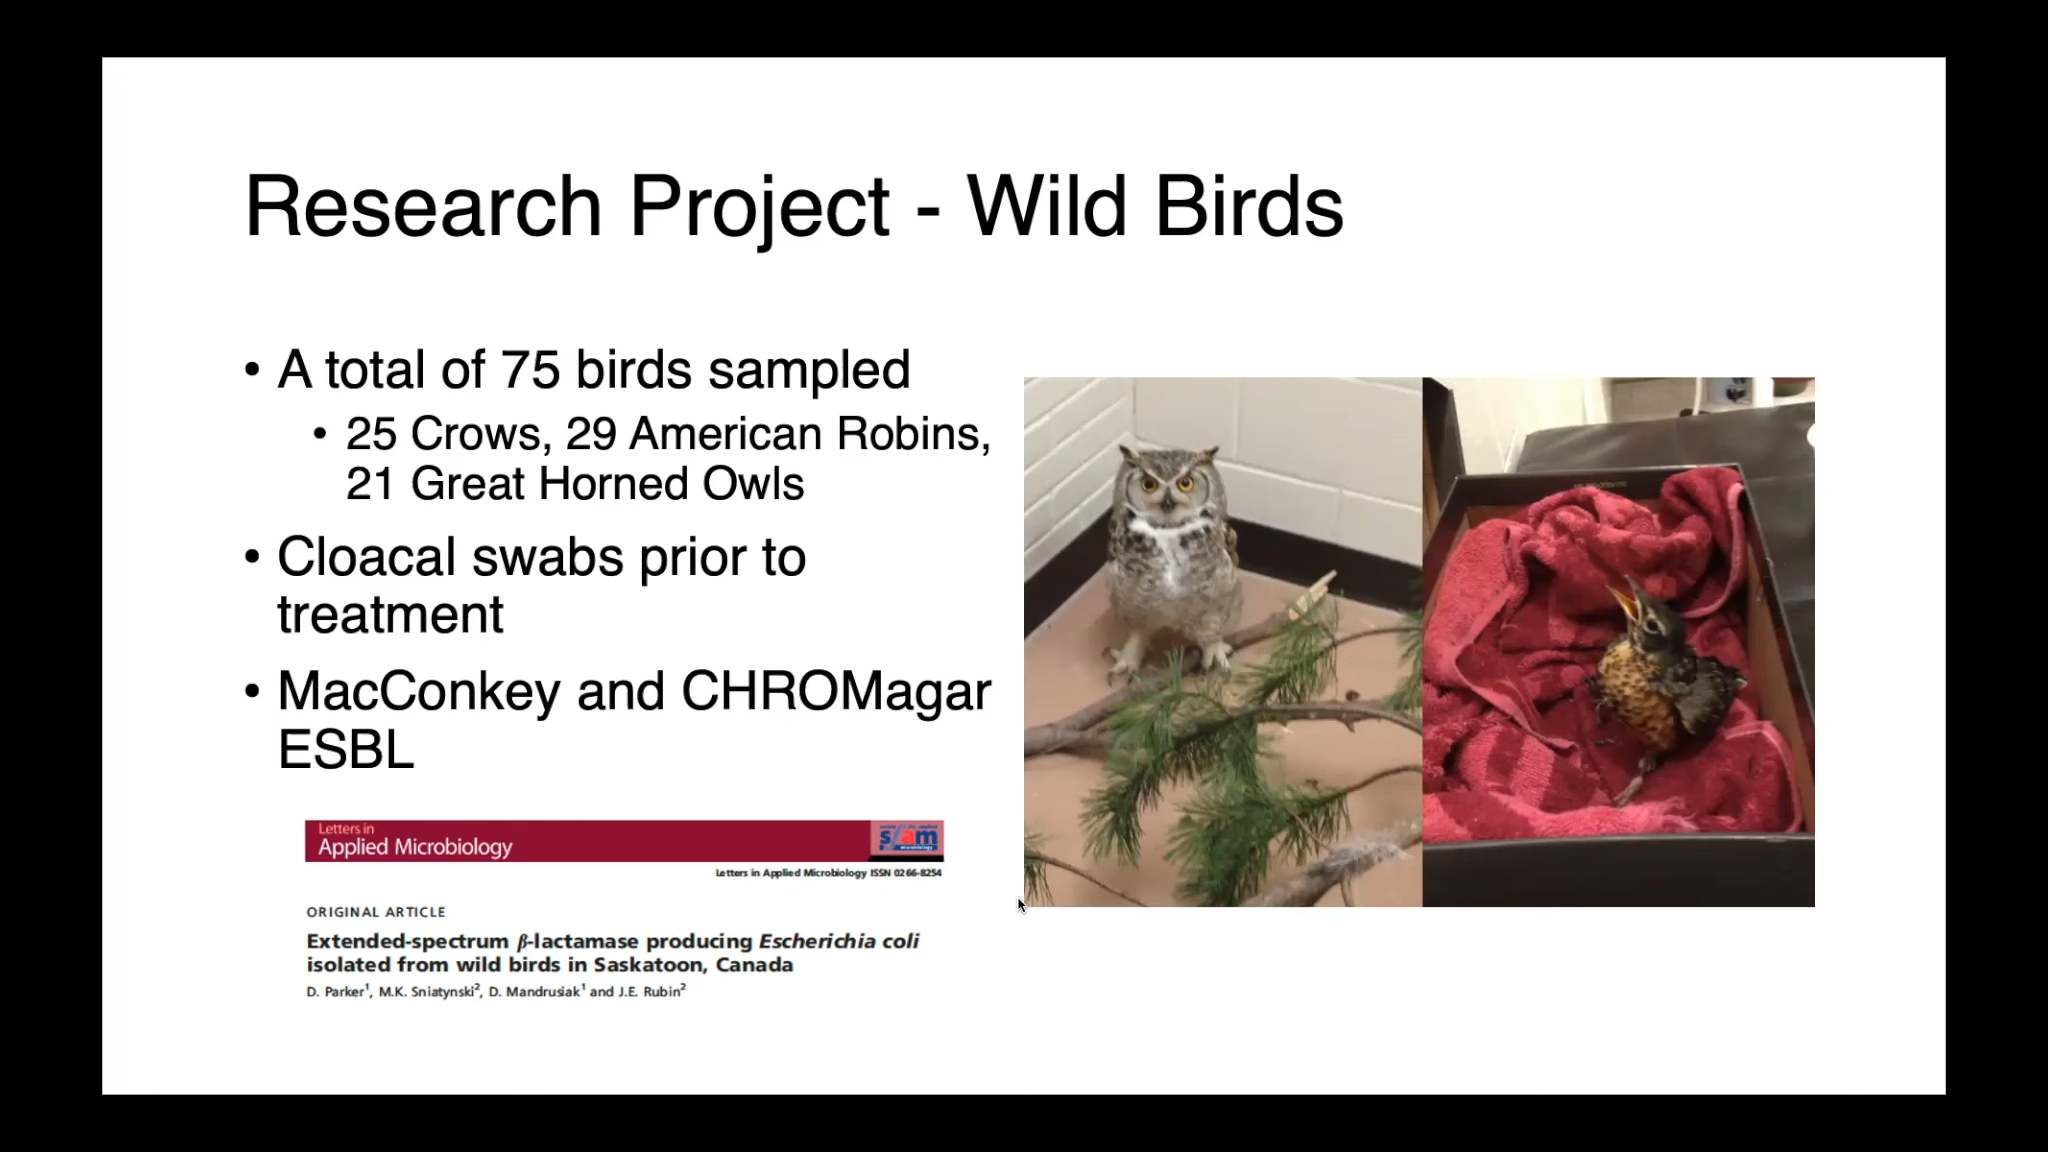 Research Project - Wild Birds
• A total of 75 birds sampled
• 25 Crows, 29 American Robins,
21 Great Horned Owls
• Cloacal swabs prior to
treatment
• MacConkey and CHROMagar
ESBL
Letters in
Applied Microbiology
s/am
microbiology
Letters in Applied Microbiology ISSN 0266-8254
ORIGINAL ARTICLE
Extended-spectrum β-lactamase producing Escherichia coli
isolated from wild birds in Saskatoon, Canada
D. Parker¹, M.K. Sniatynski², D. Mandrusiak¹ and J.E. Rubin²